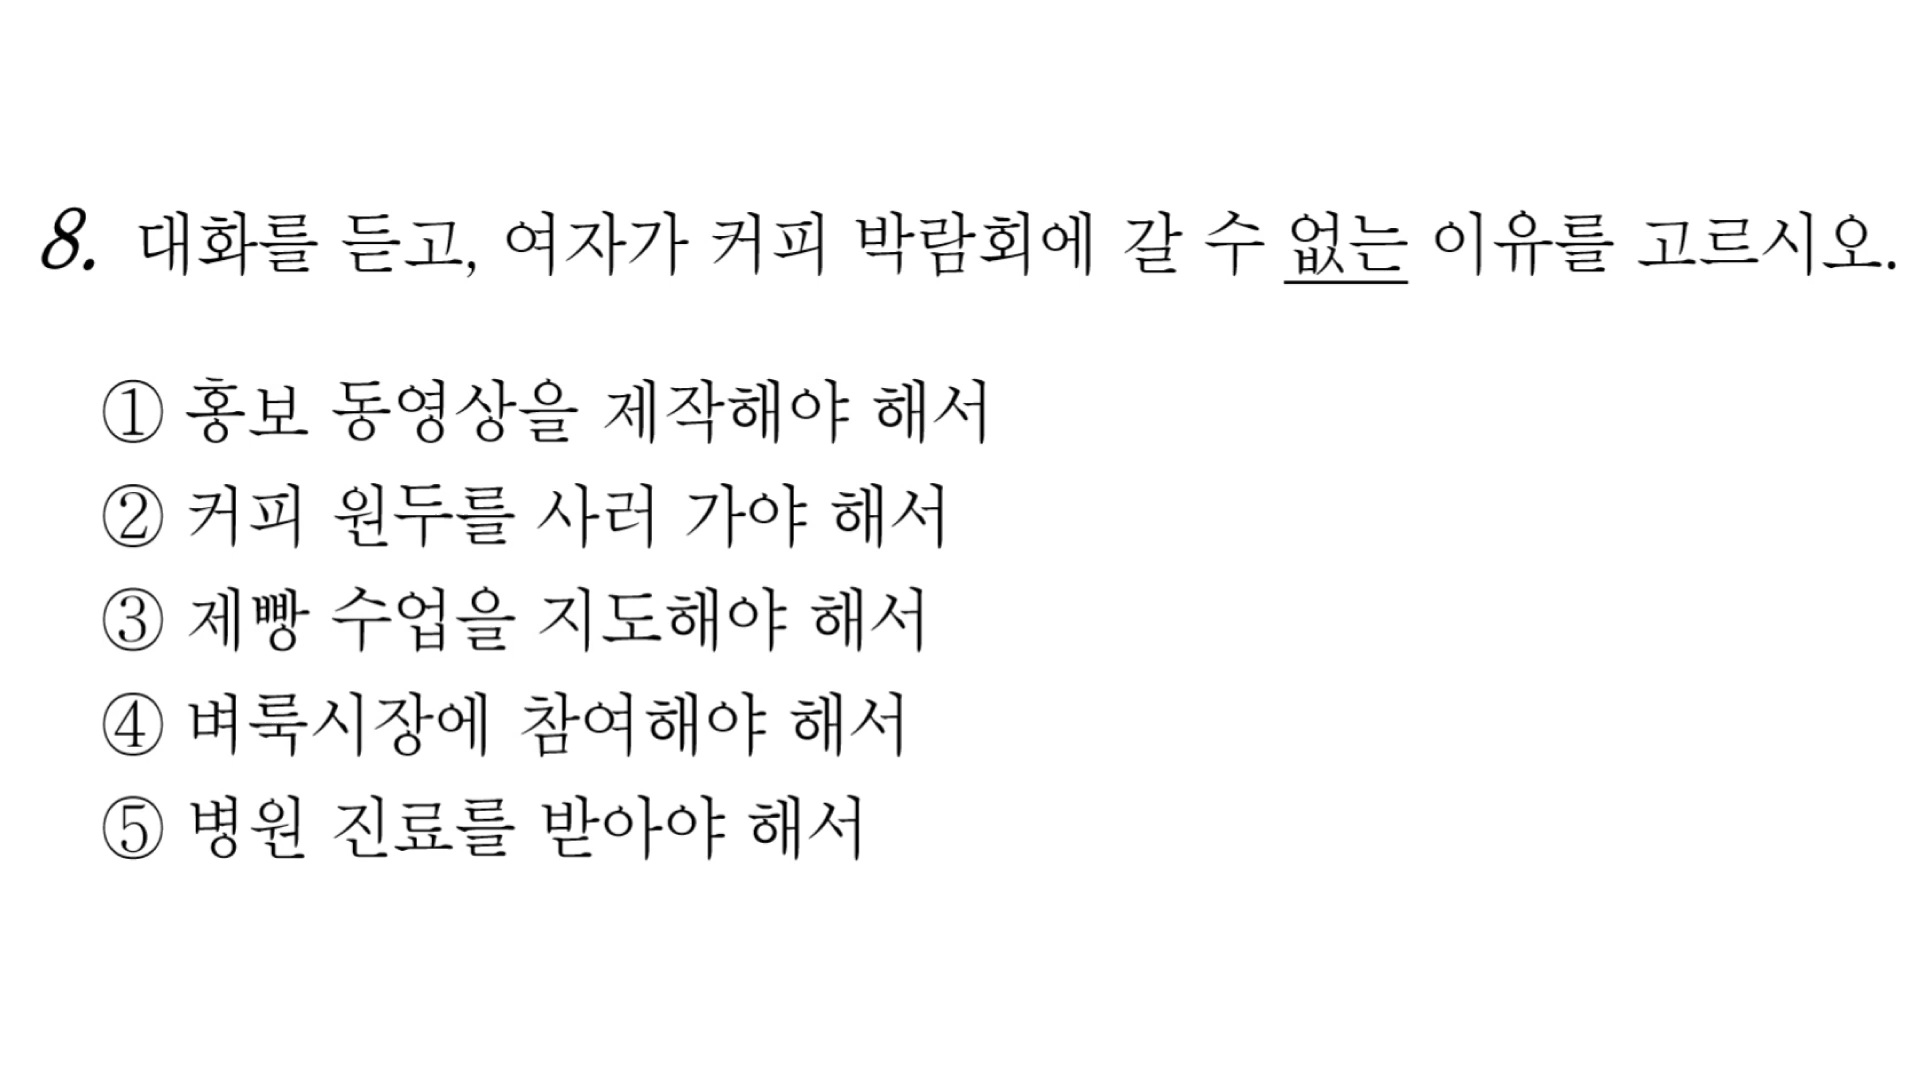 8. 대화를 듣고, 여자가 커피 박람회에 갈 수 없는 이유를 고르시오.
① 홍보 동영상을 제작해야 해서
② 커피 원두를 사러 가야 해서
③ 제빵 수업을 지도해야 해서
④ 벼룩시장에 참여해야 해서
⑤ 병원 진료를 받아야 해서